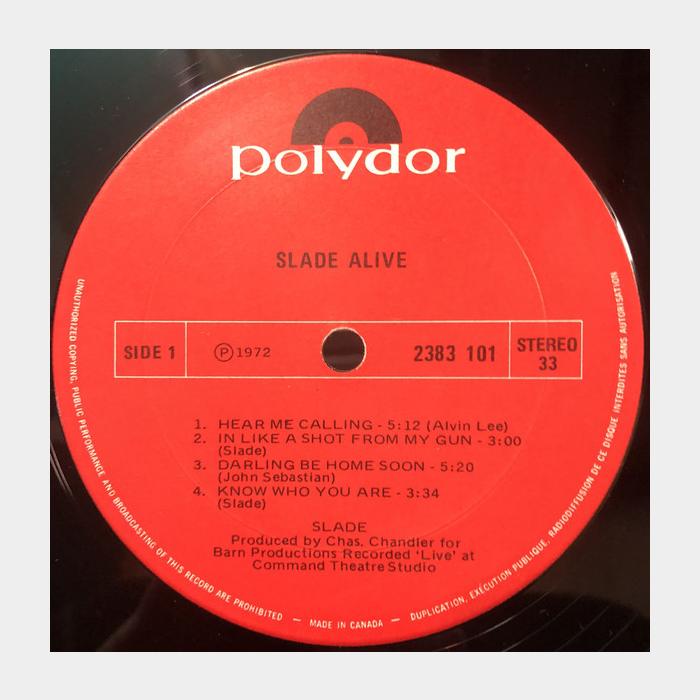 polydor
SLADE ALIVE
SIDE 1
℗ 1972
2383 101
STEREO
33
1. HEAR ME CALLING - 5:12 (Alvin Lee)
2. IN LIKE A SHOT FROM MY GUN - 3:00
(Slade)
3. DARLING BE HOME SOON - 5:20
(John Sebastian)
4. KNOW WHO YOU ARE - 3:34
(Slade)
SLADE
Produced by Chas. Chandler for
Barn Productions Recorded 'Live' at
Command Theatre Studio
UNAUTHORIZED COPYING, PUBLIC PERFORMANCE AND BROADCASTING OF THIS RECORD ARE PROHIBITED — MADE IN CANADA — DUPLICATION, EXÉCUTION PUBLIQUE, RADIODIFFUSION DE CE DISQUE INTERDITES SANS AUTORISATION